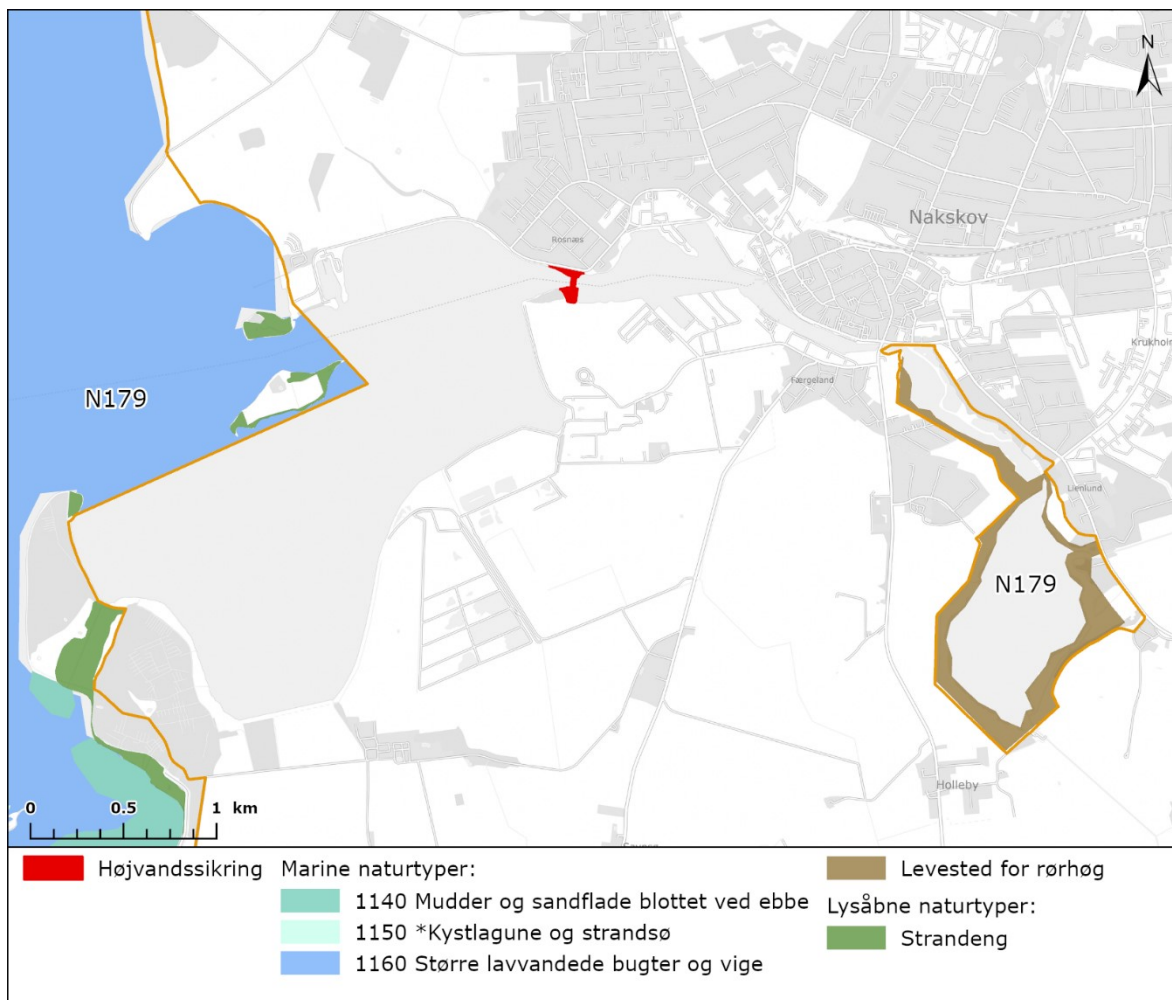 N
Nakskov
Rosnæs
Krukholm
N179
Færgeland
Lienlund
N179
Holleby
0 0.5 1 km
Højvandssikring
Marine naturtyper:
1140 Mudder og sandflade blottet ved ebbe
1150 *Kystlagune og strandsø
1160 Større lavvandede bugter og vige
Levested for rørhøg
Lysåbne naturtyper:
Strandeng